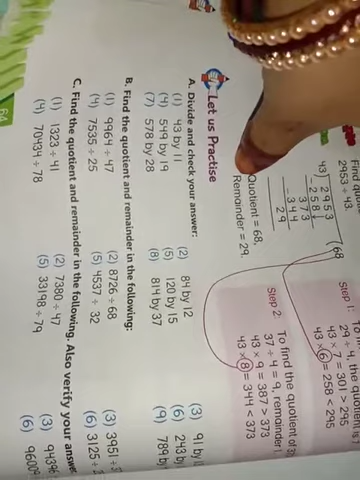 Find
2953 ÷ 43.
68
43) 2953
- 258↓
373
- 344
29
Quotient = 68,
Remainder = 29.
Step 1:
29 ÷ 4, the quotient is 7
43 × 7 = 301 > 295
43 × 6 = 258 < 295
Step 2: To find the quotient of
37 ÷ 4 = 9, remainder 1
43 × 9 = 387 > 373
43 × 8 = 344 < 373
Let us Practise
A. Divide and check your answer:
(1) 43 by 11 (2) 84 by 12 (3) 91 by
(4) 549 by 19 (5) 120 by 15 (6) 243 by
(7) 578 by 28 (8) 814 by 37 (9) 789 by
B. Find the quotient and remainder in the following:
(1) 9964 ÷ 47 (2) 8726 ÷ 68 (3) 3951 ÷
(4) 7535 ÷ 25 (5) 4537 ÷ 32 (6) 3125 ÷
C. Find the quotient and remainder in the following. Also verify your answer
(1) 1323 ÷ 41 (2) 7390 ÷ 47 (3)
(4) 70434 ÷ 78 (5) 33198 ÷ 79 (6)
64